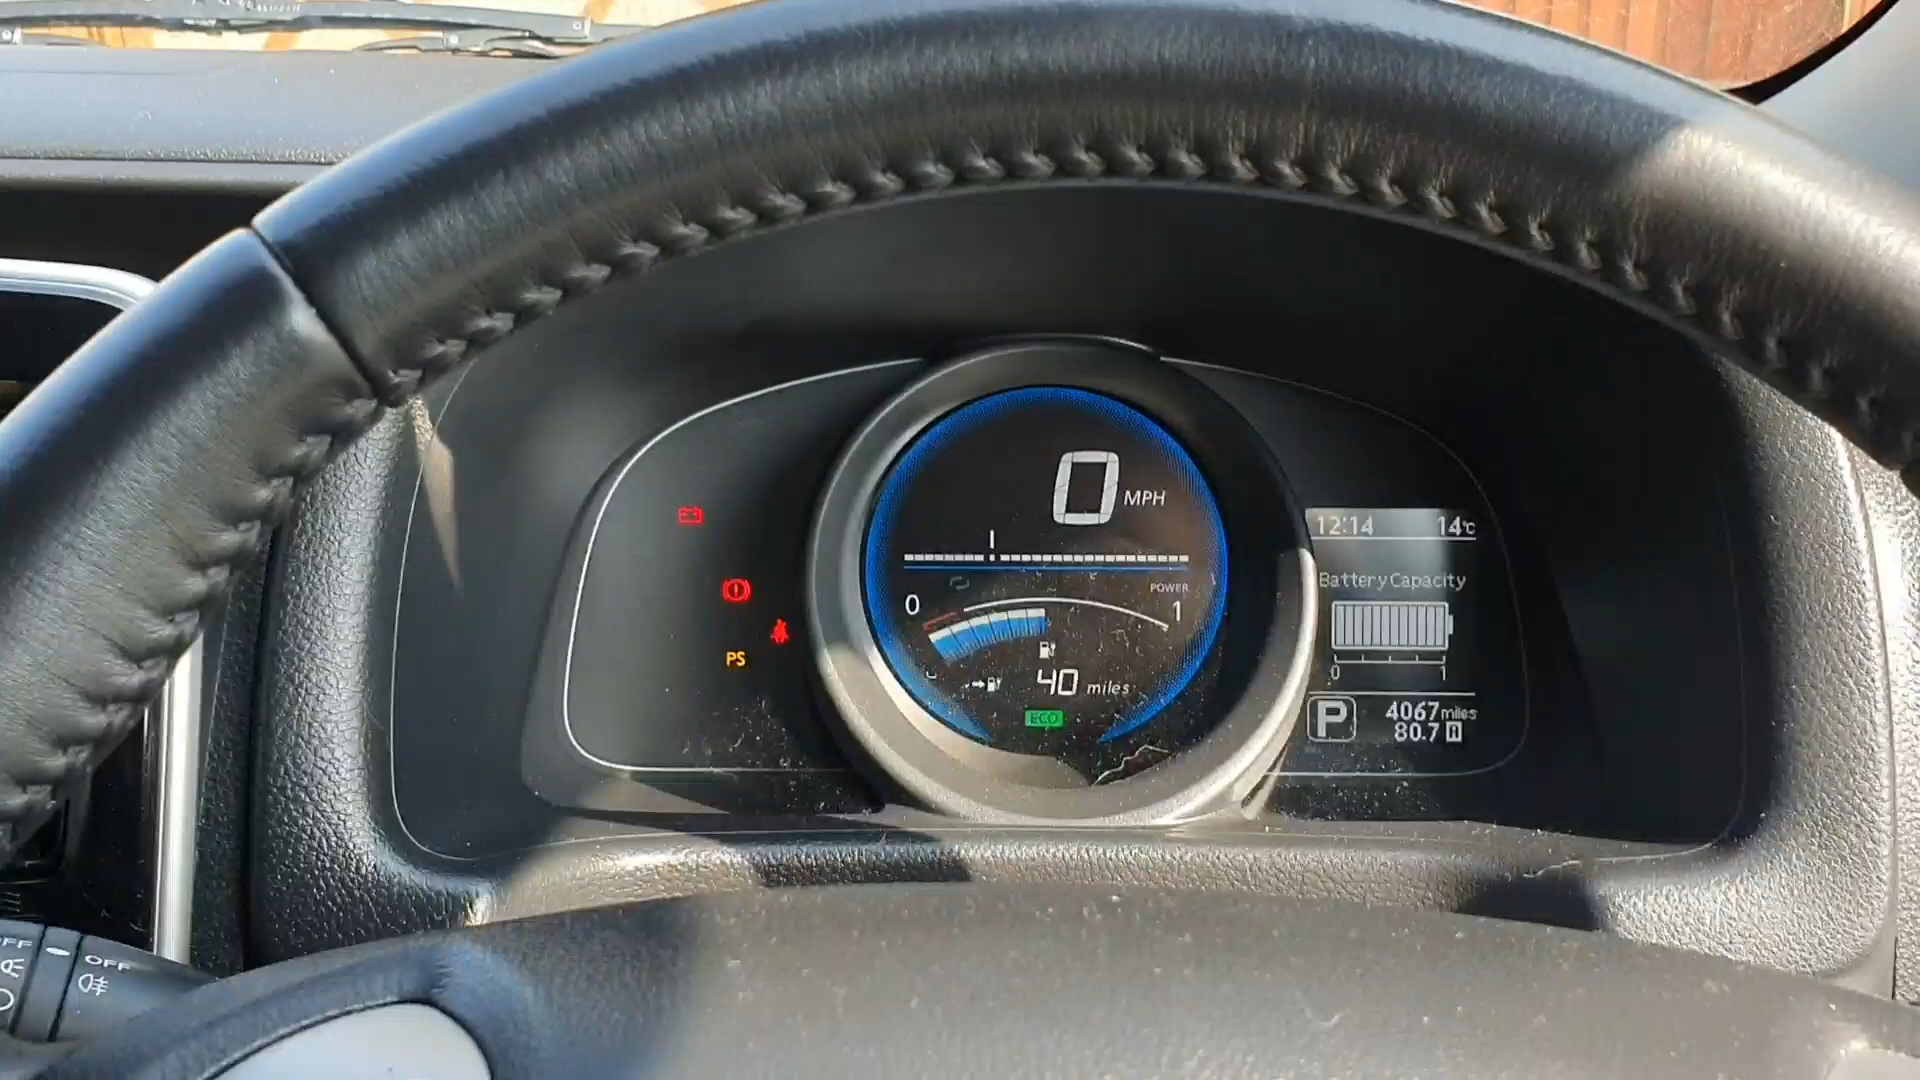 0 MPH
12:14 14°C
Battery Capacity
POWER
0 1
PS
0 1
40 miles
ECO
P 4067 miles
80.7 A
OFF
OFF